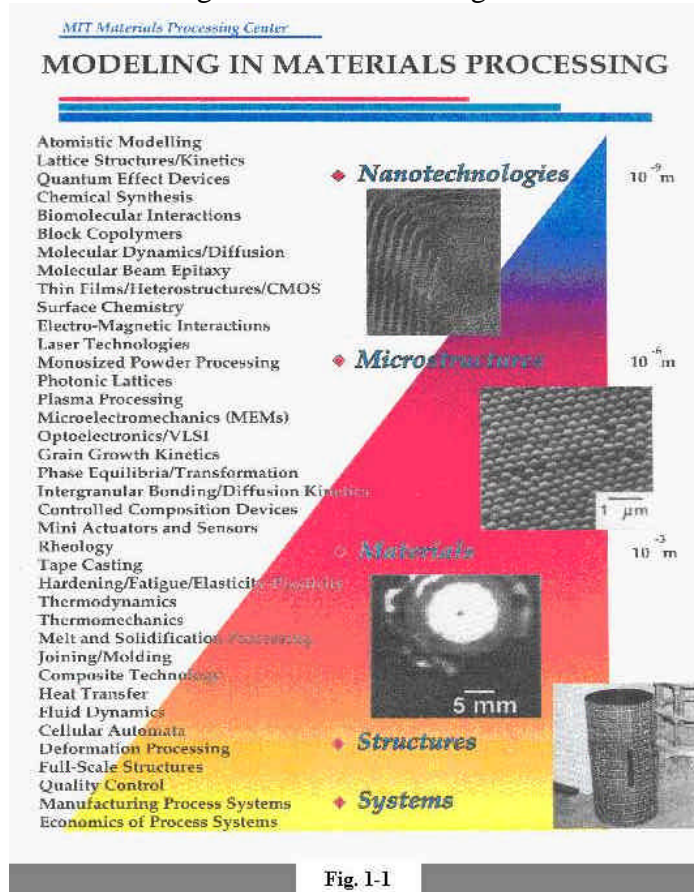 MIT Materials Processing Center
MODELING IN MATERIALS PROCESSING
Atomistic Modelling
Lattice Structures/Kinetics
Quantum Effect Devices
Chemical Synthesis
Biomolecular Interactions
Block Copolymers
Molecular Dynamics/Diffusion
Molecular Beam Epitaxy
Thin Films/Heterostructures/CMOS
Surface Chemistry
Electro-Magnetic Interactions
Laser Technologies
Monosized Powder Processing
Photonic Lattices
Plasma Processing
Microelectromechanics (MEMs)
Optoelectronics/VLSI
Grain Growth Kinetics
Phase Equilibria/Transformation
Intergranular Bonding/Diffusion Kinetics
Controlled Composition Devices
Mini Actuators and Sensors
Rheology
Tape Casting
Hardening/Fatigue/Elasticity-Plasticity
Thermodynamics
Thermomechanics
Melt and Solidification Processing
Joining/Molding
Composite Technology
Heat Transfer
Fluid Dynamics
Cellular Automata
Deformation Processing
Full-Scale Structures
Quality Control
Manufacturing Process Systems
Economics of Process Systems
Nanotechnologies
10⁻⁹ m
Microstructures
10⁻⁶ m
1 μm
Materials
10⁻³ m
5 mm
Structures
Systems
Fig. 1-1